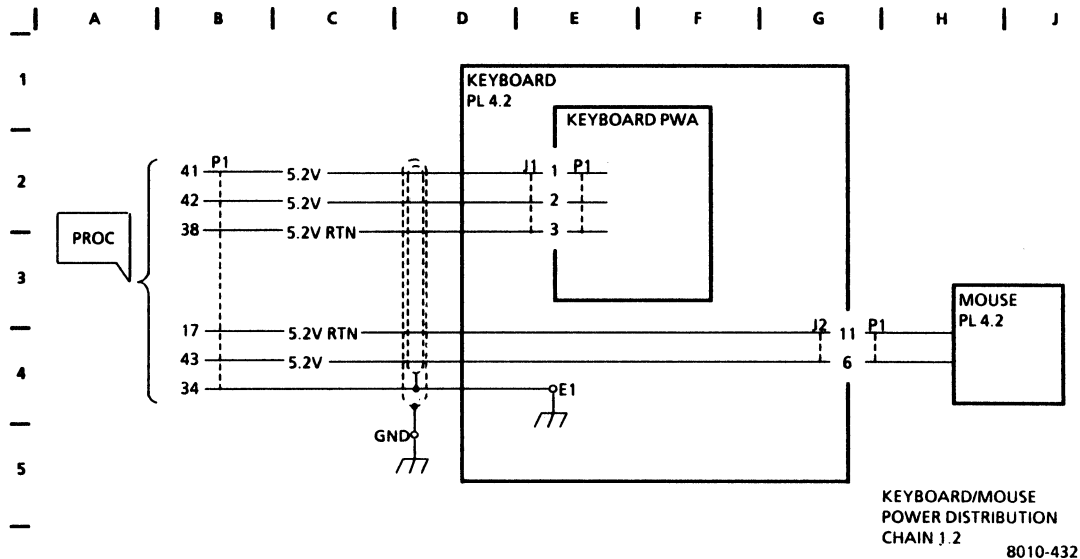 A B C D E F G H J
1
KEYBOARD
PL 4.2
KEYBOARD PWA
2
41 P1 5.2V J1 1 P1
42 5.2V 2
38 5.2V RTN 3
PROC
3
MOUSE
PL 4.2
17 5.2V RTN J2 11 P1
43 5.2V 6
4
34 E1
GND
5
KEYBOARD/MOUSE
POWER DISTRIBUTION
CHAIN 1.2
8010-432